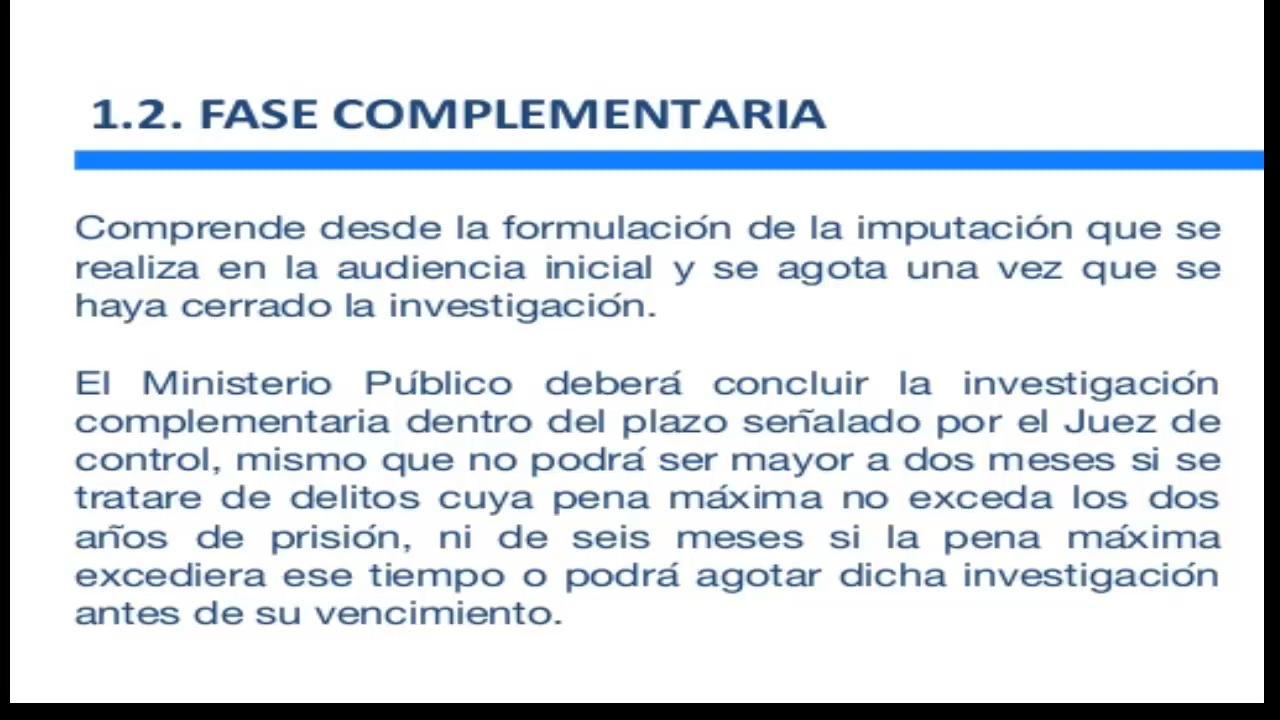 1.2. FASE COMPLEMENTARIA
Comprende desde la formulación de la imputación que se
realiza en la audiencia inicial y se agota una vez que se
haya cerrado la investigación.
El Ministerio Público deberá concluir la investigación
complementaria dentro del plazo señalado por el Juez de
control, mismo que no podrá ser mayor a dos meses si se
tratare de delitos cuya pena máxima no exceda los dos
años de prisión, ni de seis meses si la pena máxima
excediera ese tiempo o podrá agotar dicha investigación
antes de su vencimiento.